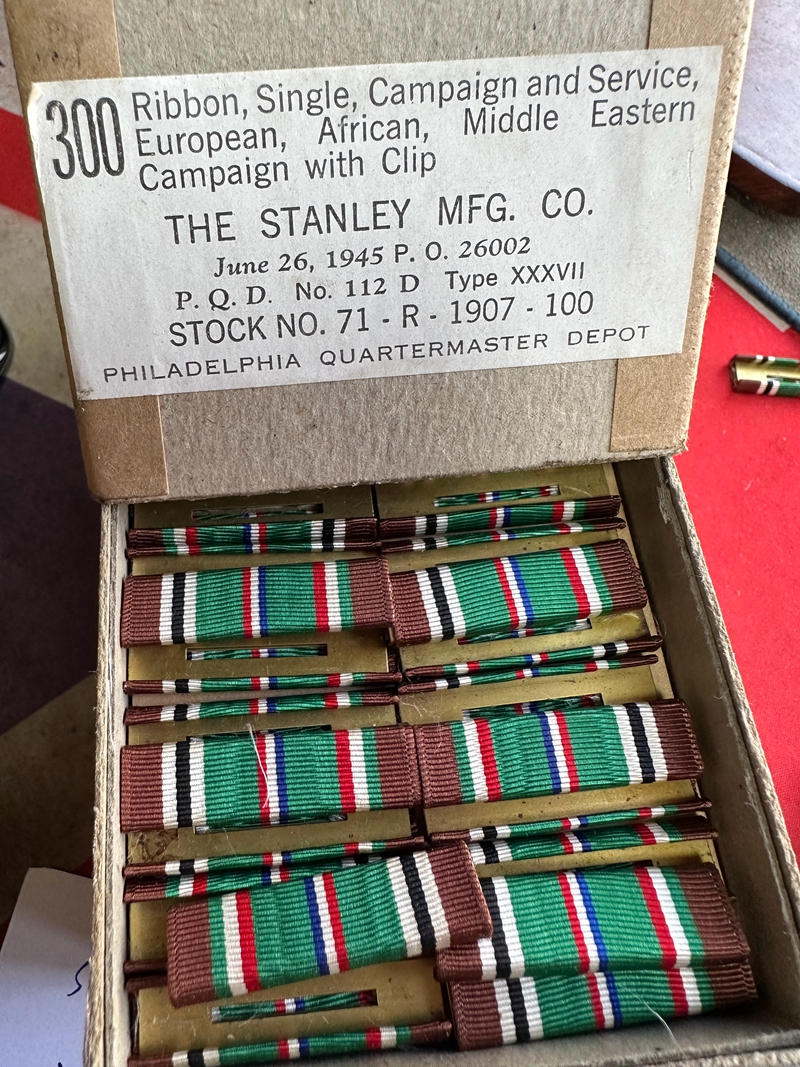 300 Ribbon, Single, Campaign and Service,
European, African, Middle Eastern
Campaign with Clip
THE STANLEY MFG. CO.
June 26, 1945 P. O. 26002
P. Q. D. No. 112 D Type XXXVII
STOCK NO. 71 - R - 1907 - 100
PHILADELPHIA QUARTERMASTER DEPOT